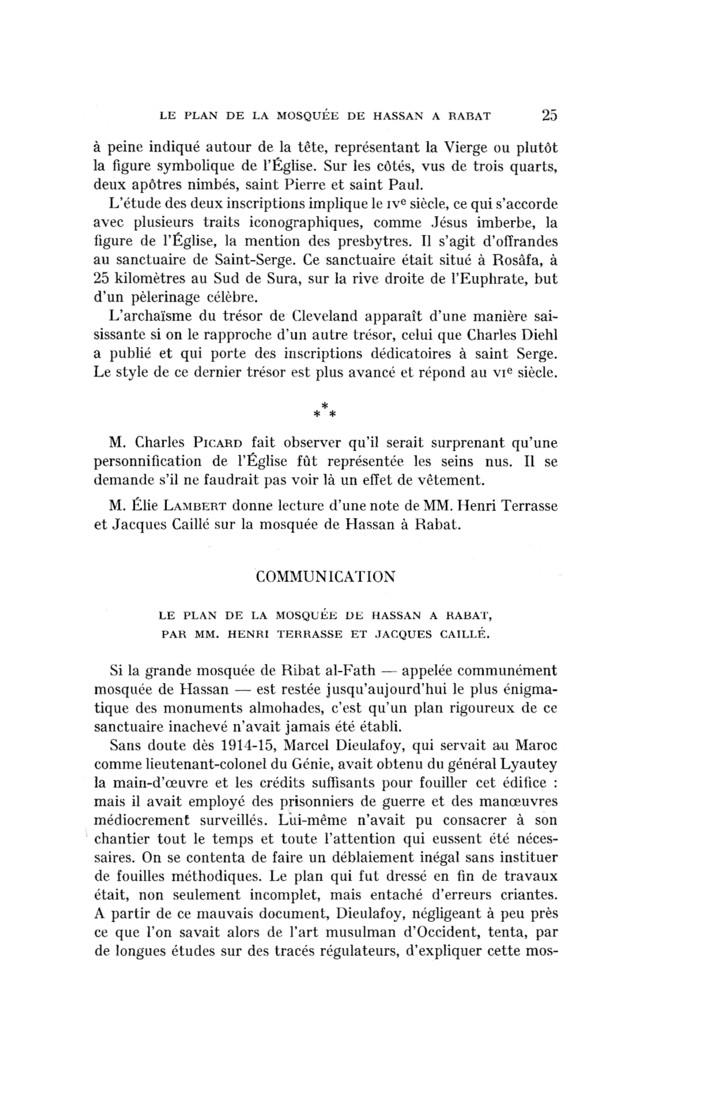 LE PLAN DE LA MOSQUÉE DE HASSAN A RABAT 25
à peine indiqué autour de la tête, représentant la Vierge ou plutôt
la figure symbolique de l'Église. Sur les côtés, vus de trois quarts,
deux apôtres nimbés, saint Pierre et saint Paul.
L'étude des deux inscriptions implique le IVe siècle, ce qui s'accorde
avec plusieurs traits iconographiques, comme Jésus imberbe, la
figure de l'Église, la mention des presbytres. Il s'agit d'offrandes
au sanctuaire de Saint-Serge. Ce sanctuaire était situé à Rosâfa, à
25 kilomètres au Sud de Sura, sur la rive droite de l'Euphrate, but
d'un pèlerinage célèbre.
L'archaïsme du trésor de Cleveland apparaît d'une manière sai-
sissante si on le rapproche d'un autre trésor, celui que Charles Diehl
a publié et qui porte des inscriptions dédicatoires à saint Serge.
Le style de ce dernier trésor est plus avancé et répond au VIe siècle.
***
M. Charles PICARD fait observer qu'il serait surprenant qu'une
personnification de l'Église fût représentée les seins nus. Il se
demande s'il ne faudrait pas voir là un effet de vêtement.
M. Élie LAMBERT donne lecture d'une note de MM. Henri Terrasse
et Jacques Caillé sur la mosquée de Hassan à Rabat.
COMMUNICATION
LE PLAN DE LA MOSQUÉE DE HASSAN A RABAT,
PAR MM. HENRI TERRASSE ET JACQUES CAILLÉ.
Si la grande mosquée de Ribat al-Fath — appelée communément
mosquée de Hassan — est restée jusqu'aujourd'hui le plus énigma-
tique des monuments almohades, c'est qu'un plan rigoureux de ce
sanctuaire inachevé n'avait jamais été établi.
Sans doute dès 1914-15, Marcel Dieulafoy, qui servait au Maroc
comme lieutenant-colonel du Génie, avait obtenu du général Lyautey
la main-d'œuvre et les crédits suffisants pour fouiller cet édifice :
mais il avait employé des prisonniers de guerre et des manœuvres
médiocrement surveillés. Lui-même n'avait pu consacrer à son
chantier tout le temps et toute l'attention qui eussent été néces-
saires. On se contenta de faire un déblaiement inégal sans instituer
de fouilles méthodiques. Le plan qui fut dressé en fin de travaux
était, non seulement incomplet, mais entaché d'erreurs criantes.
A partir de ce mauvais document, Dieulafoy, négligeant à peu près
ce que l'on savait alors de l'art musulman d'Occident, tenta, par
de longues études sur des tracés régulateurs, d'expliquer cette mos-